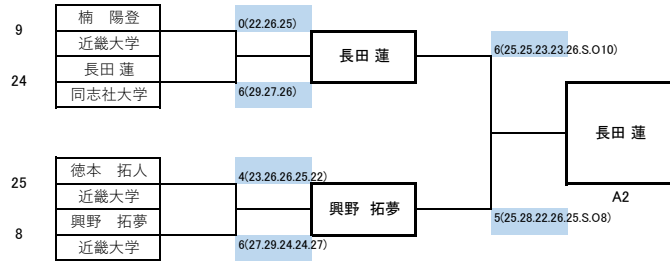 9
楠　陽登
近畿大学
0(22.26.25)
24
長田 蓮
同志社大学
6(29.27.26)
長田 蓮
6(25.25.23.23.26.S.O10)
25
徳本　拓人
近畿大学
4(23.26.26.25.22)
8
興野　拓夢
近畿大学
6(27.29.24.24.27)
興野　拓夢
5(25.28.22.26.25.S.O8)
長田 蓮
A2